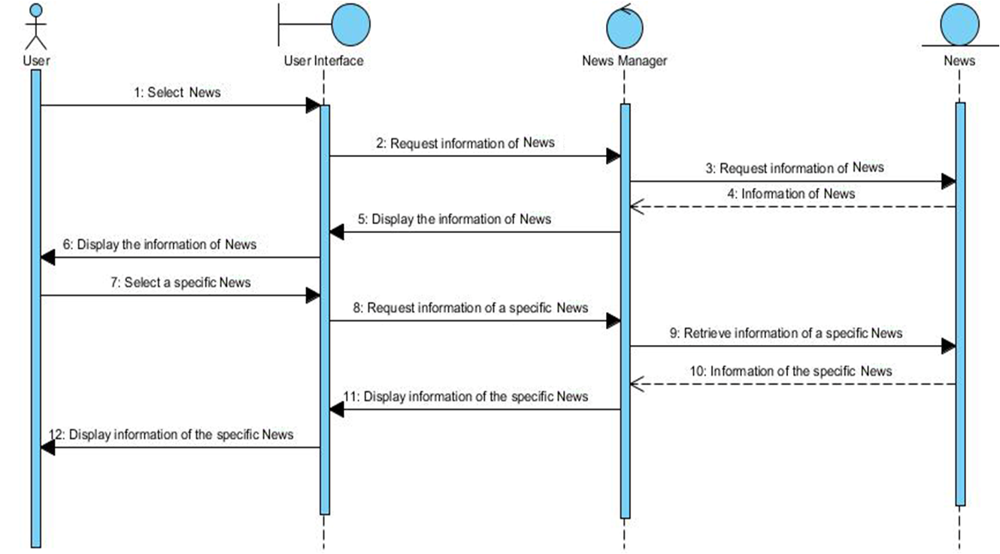 User
User Interface
News Manager
News
1: Select News
2: Request information of News
3: Request information of News
4: Information of News
5: Display the information of News
6: Display the information of News
7: Select a specific News
8: Request information of a specific News
9: Retrieve information of a specific News
10: Information of the specific News
11: Display information of the specific News
12: Display information of the specific News